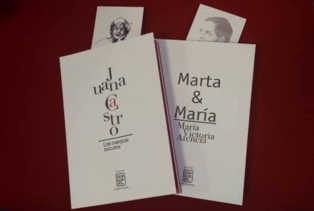 Juana
Castro
Los cuerpos
oscuros
Marta
&
María
María
Victoria
Atencia